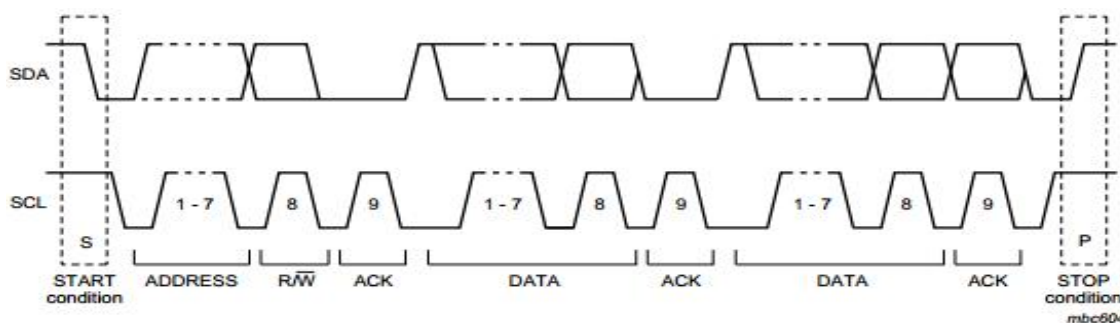 SDA
SCL
1 - 7
8
9
1 - 7
8
9
1 - 7
8
9
S
P
START
condition
ADDRESS
R/W̅
ACK
DATA
ACK
DATA
ACK
STOP
condition